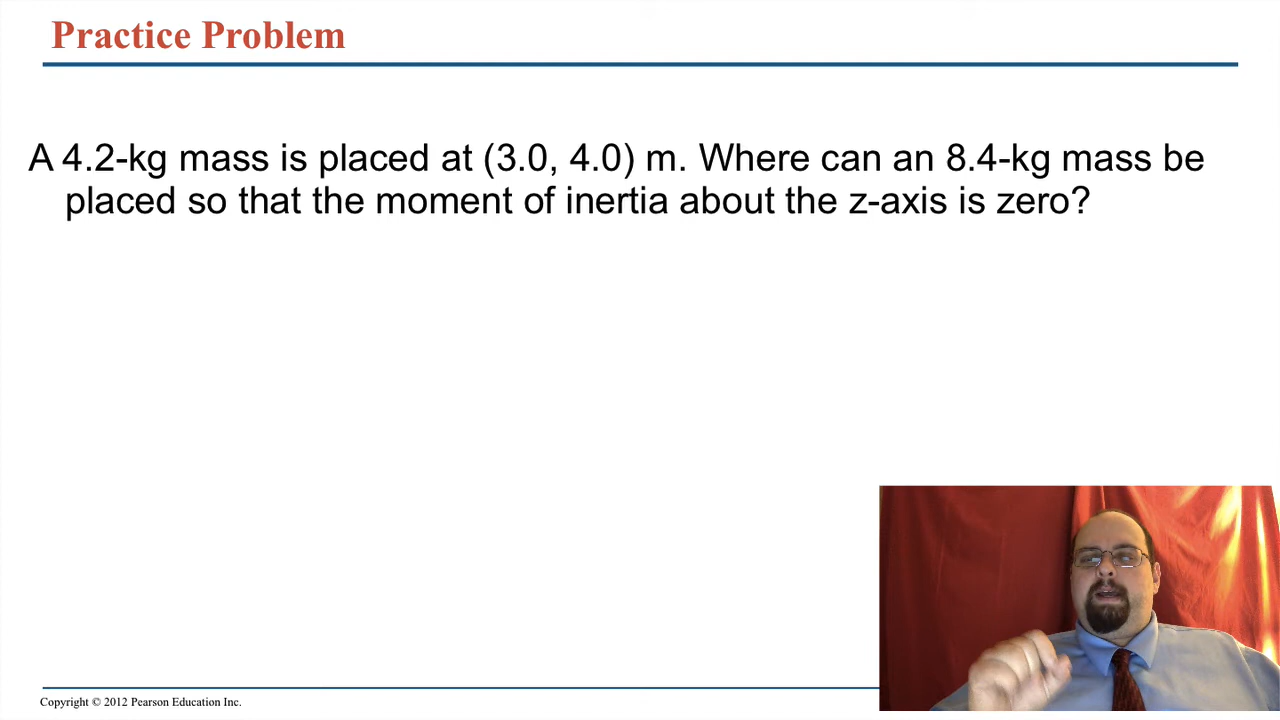 Practice Problem
A 4.2-kg mass is placed at (3.0, 4.0) m. Where can an 8.4-kg mass be
placed so that the moment of inertia about the z-axis is zero?
Copyright © 2012 Pearson Education Inc.